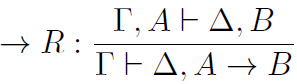 → R : Γ, A ⊢ Δ, B
Γ ⊢ Δ, A → B